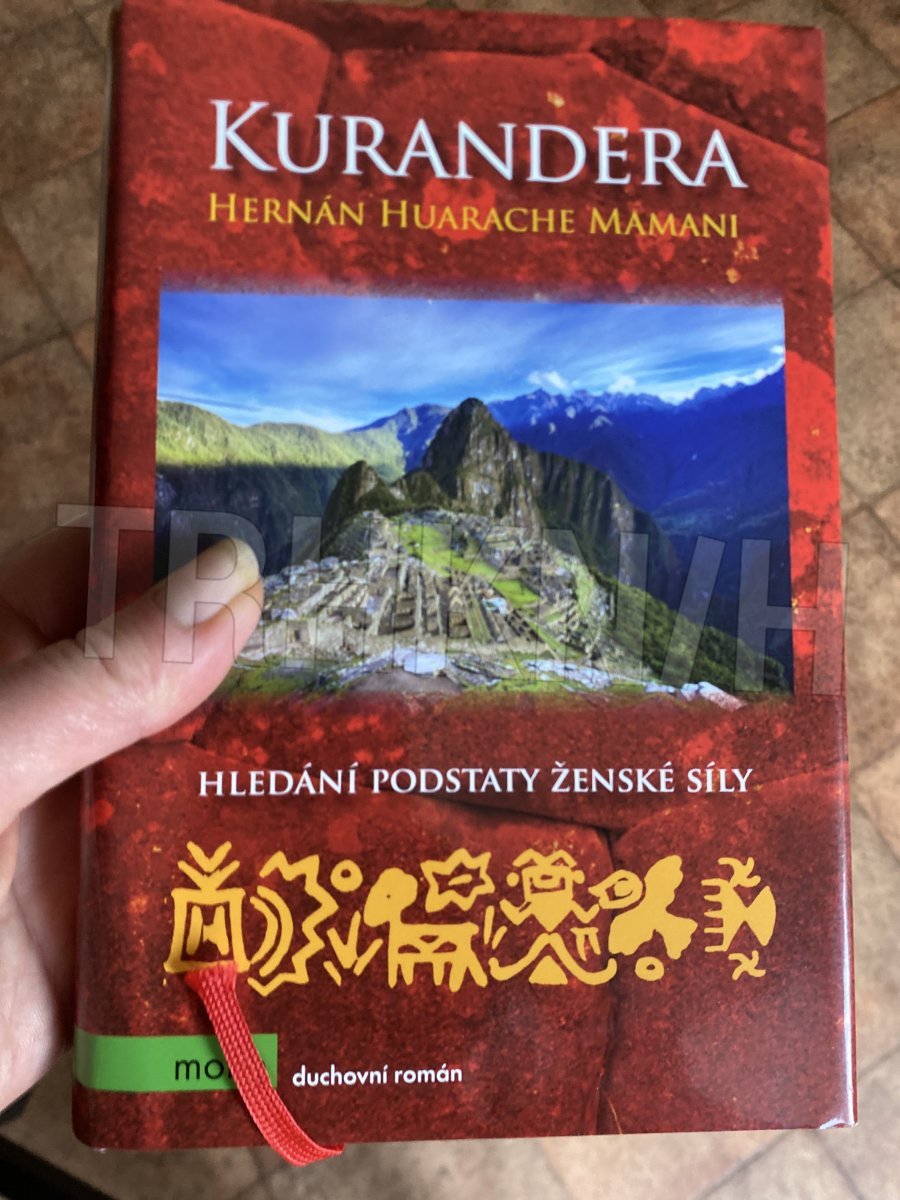 KURANDERA
HERNÁN HUARACHE MAMANI
HLEDÁNÍ PODSTATY ŽENSKÉ SÍLY
duchovní román